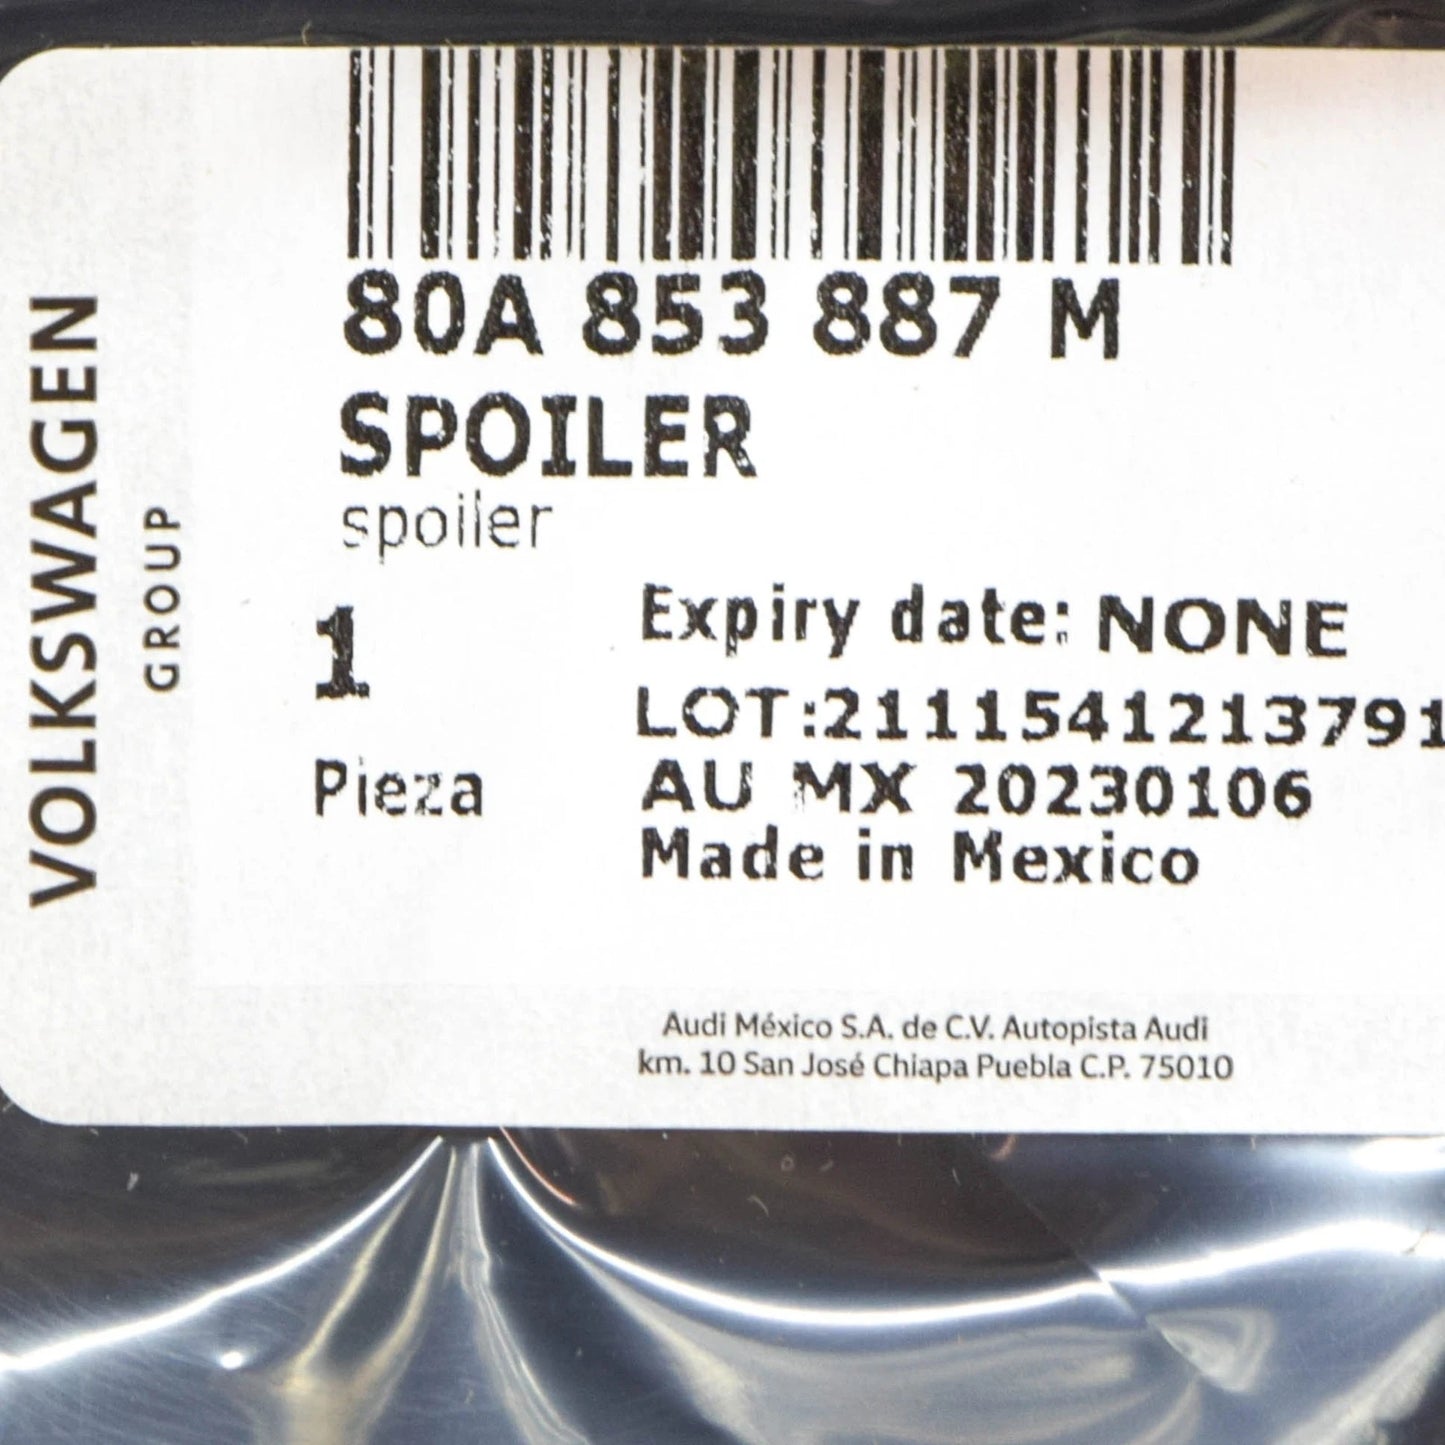 VOLKSWAGEN
GROUP
80A 853 887 M
SPOILER
spoiler
1
Pieza
Expiry date: NONE
LOT:2111541213791
AU MX 20230106
Made in Mexico
Audi México S.A. de C.V. Autopista Audi
km. 10 San José Chiapa Puebla C.P. 75010